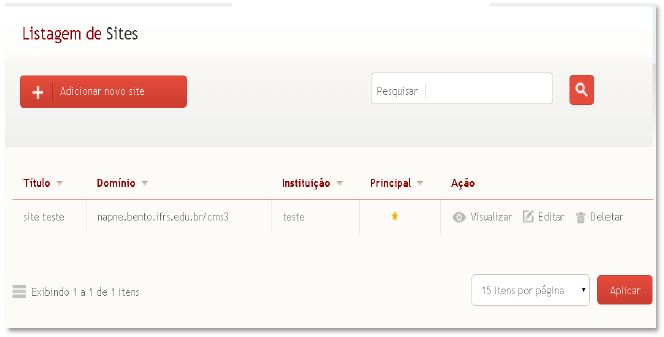 Listagem de Sites
Adicionar novo site
Pesquisar
Título Domínio Instituição Principal Ação
site teste napne.bento.ifrs.edu.br/cms3 teste Visualizar Editar Deletar
Exibindo 1 a 1 de 1 itens 15 itens por página Aplicar